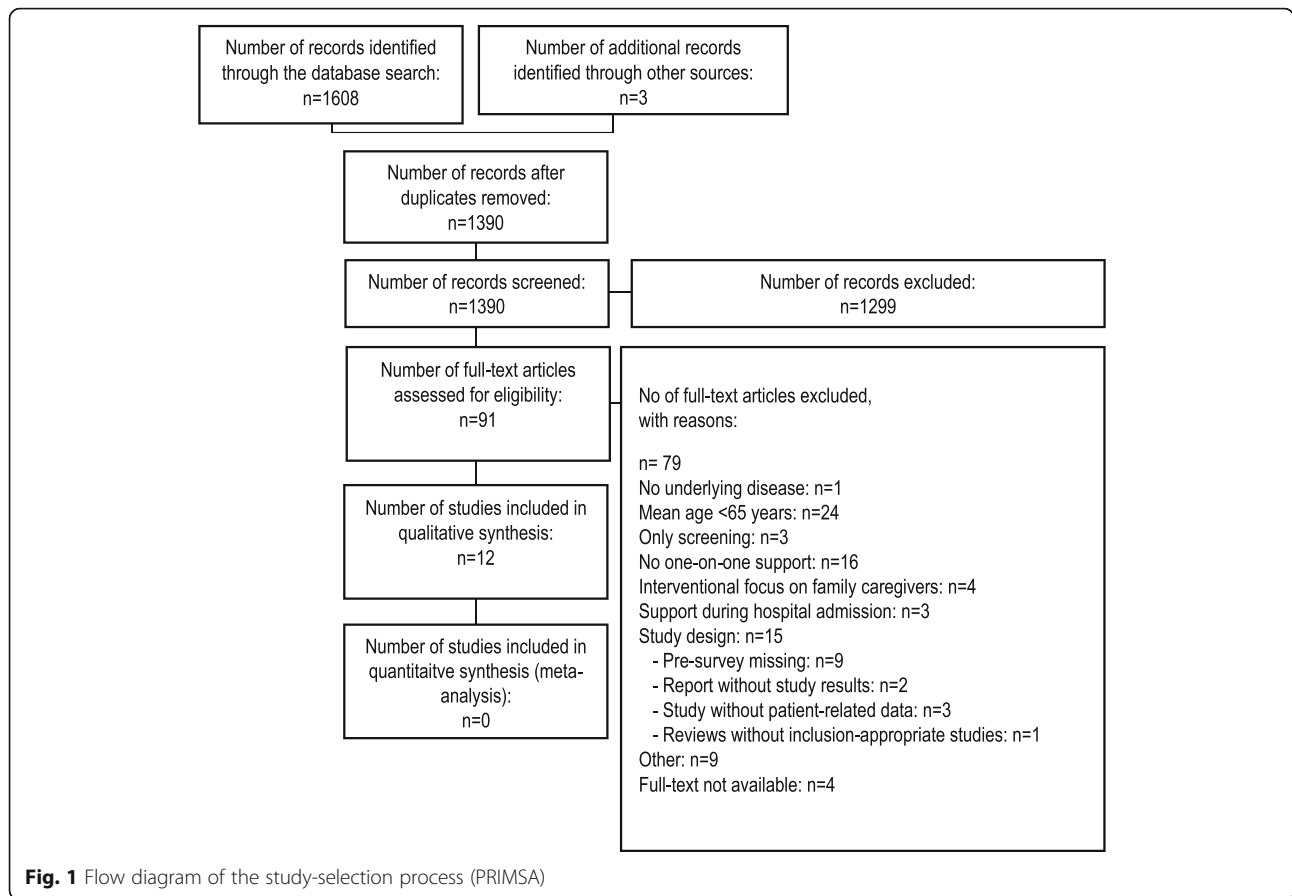 Number of records identified
through the database search:
n=1608
Number of additional records
identified through other sources:
n=3
Number of records after
duplicates removed:
n=1390
Number of records screened:
n=1390
Number of records excluded:
n=1299
Number of full-text articles
assessed for eligibility:
n=91
No of full-text articles excluded,
with reasons:
n= 79
No underlying disease: n=1
Mean age <65 years: n=24
Only screening: n=3
No one-on-one support: n=16
Interventional focus on family caregivers: n=4
Support during hospital admission: n=3
Study design: n=15
- Pre-survey missing: n=9
- Report without study results: n=2
- Study without patient-related data: n=3
- Reviews without inclusion-appropriate studies: n=1
Other: n=9
Full-text not available: n=4
Number of studies included in
qualitative synthesis:
n=12
Number of studies included in
quantitaitve synthesis (meta-
analysis):
n=0
Fig. 1 Flow diagram of the study-selection process (PRIMSA)